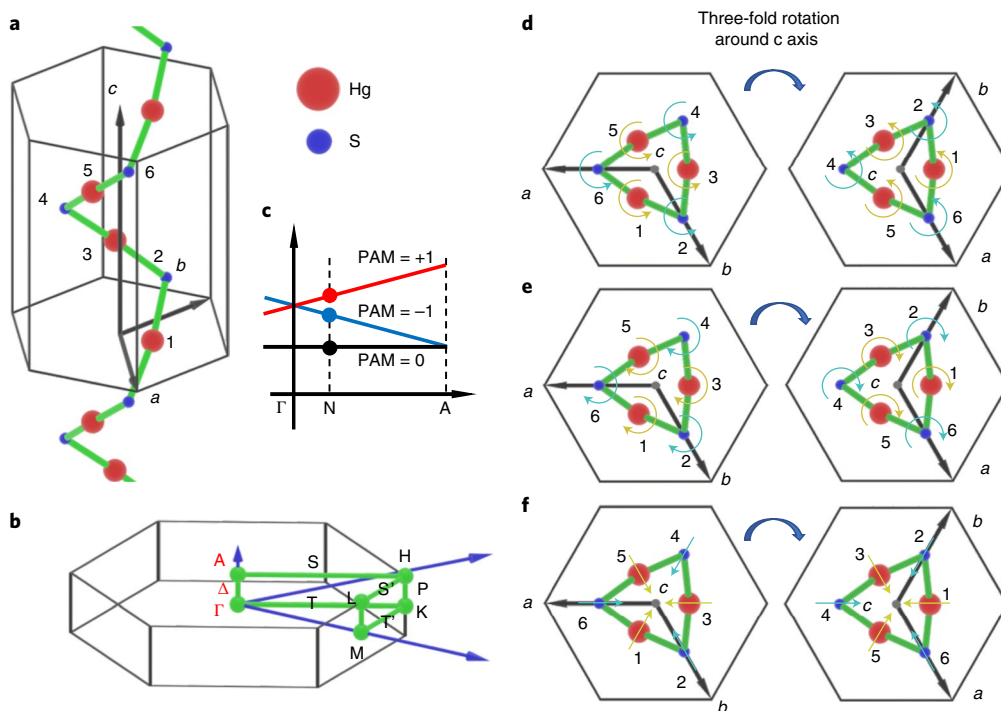 a
c
5
6
4
3
2
b
1
a
Hg
S
c
PAM = +1
PAM = −1
PAM = 0
Γ
N
A
b
A
S
H
Δ
S'
P
L
Γ
T
K
T'
M
d
Three-fold rotation
around c axis
4
5
c
3
a
6
1
2
b
2
b
3
1
4
c
5
6
a
e
4
5
c
3
a
6
1
2
b
2
b
3
1
c
4
5
6
a
f
4
5
c
a
6
3
1
2
b
2
b
3
1
c
4
5
6
a